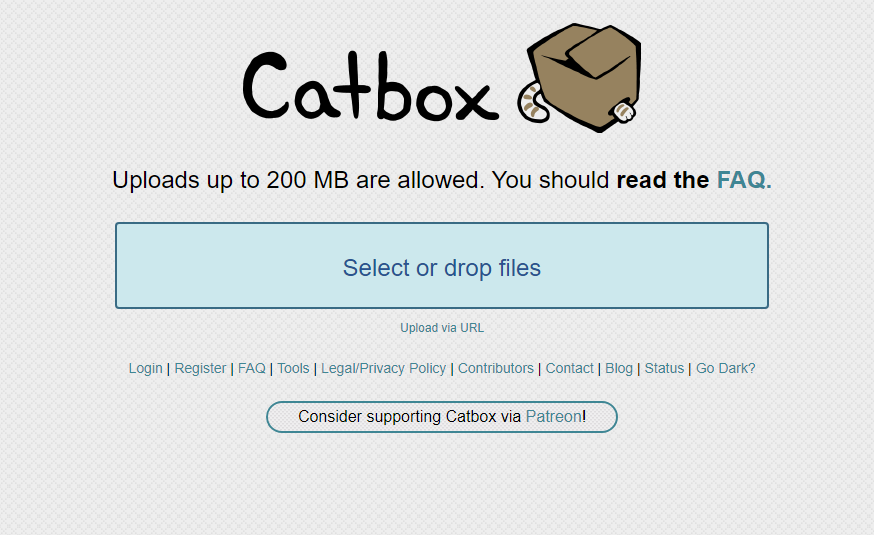 Catbox
Uploads up to 200 MB are allowed. You should read the FAQ.
Select or drop files
Upload via URL
Login | Register | FAQ | Tools | Legal/Privacy Policy | Contributors | Contact | Blog | Status | Go Dark?
Consider supporting Catbox via Patreon!